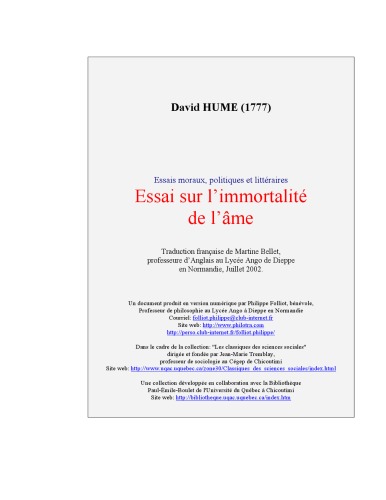 David HUME (1777)
Essais moraux, politiques et littéraires
Essai sur l’immortalité
de l’âme
Traduction française de Martine Bellet,
professeure d’Anglais au Lycée Ango de Dieppe
en Normandie, Juillet 2002.
Un document produit en version numérique par Philippe Folliot, bénévole,
Professeur de philosophie au Lycée Ango à Dieppe en Normandie
Courriel: folliot.philippe@club-internet.fr
Site web: http://www.philotra.com
http://perso.club-internet.fr/folliot.philippe/
Dans le cadre de la collection: "Les classiques des sciences sociales"
dirigée et fondée par Jean-Marie Tremblay,
professeur de sociologie au Cégep de Chicoutimi
Site web: http://www.uqac.uquebec.ca/zone30/Classiques_des_sciences_sociales/index.html
Une collection développée en collaboration avec la Bibliothèque
Paul-Émile-Boulet de l'Université du Québec à Chicoutimi
Site web: http://bibliotheque.uqac.uquebec.ca/index.htm